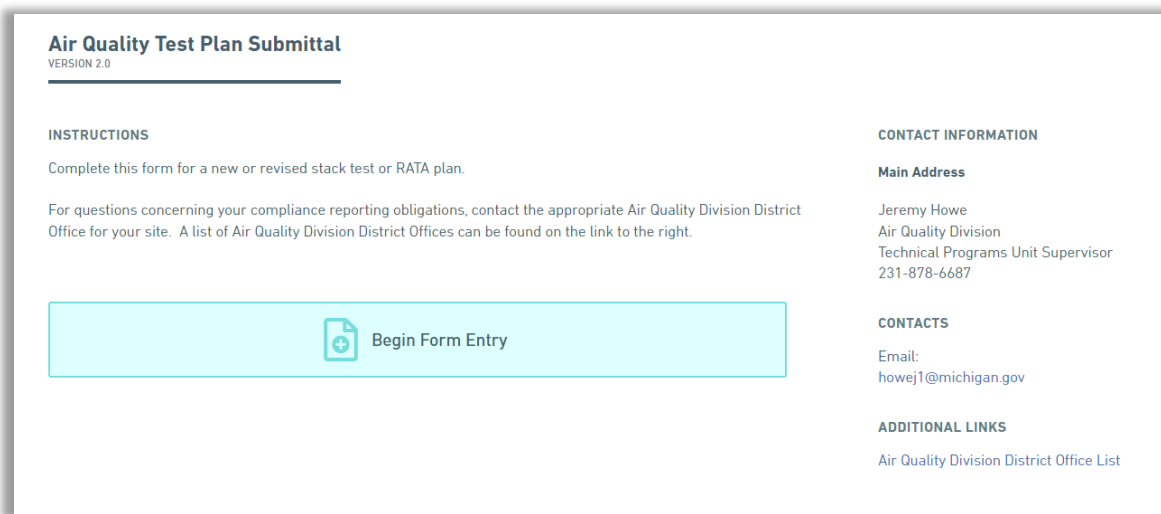 Air Quality Test Plan Submittal
VERSION 2.0
INSTRUCTIONS
Complete this form for a new or revised stack test or RATA plan.
For questions concerning your compliance reporting obligations, contact the appropriate Air Quality Division District
Office for your site.  A list of Air Quality Division District Offices can be found on the link to the right.
Begin Form Entry
CONTACT INFORMATION
Main Address
Jeremy Howe
Air Quality Division
Technical Programs Unit Supervisor
231-878-6687
CONTACTS
Email:
howej1@michigan.gov
ADDITIONAL LINKS
Air Quality Division District Office List